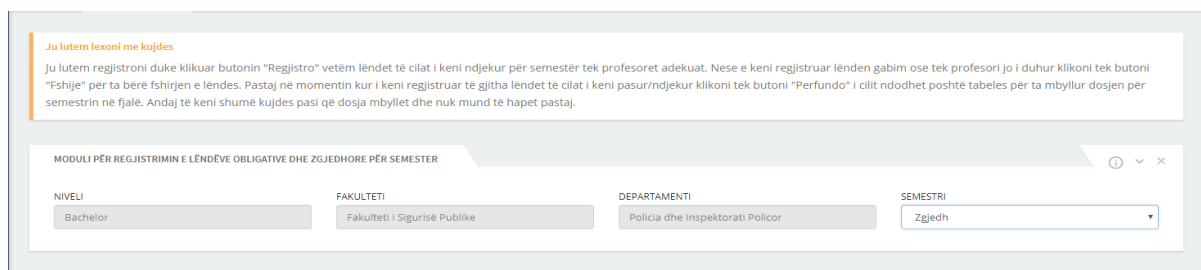 Ju lutem lexoni me kujdes
Ju lutem regjistroni duke klikuar butonin "Regjistro" vetëm lëndët të cilat i keni ndjekur për semestër tek profesoret adekuat. Nese e keni regjistruar lënden gabim ose tek profesori jo i duhur klikoni tek butoni
"Fshije" për ta bërë fshirjen e lëndes. Pastaj në momentin kur i keni regjistruar të gjitha lëndet të cilat i keni pasur/ndjekur klikoni tek butoni "Perfundo" i cilit ndodhet poshtë tabeles për ta mbyllur dosjen për
semestrin në fjalë. Andaj të keni shumë kujdes pasi që dosja mbyllet dhe nuk mund të hapet pastaj.
MODULI PËR REGJISTRIMIN E LËNDËVE OBLIGATIVE DHE ZGJEDHORE PËR SEMESTER
NIVELI FAKULTETI DEPARTAMENTI SEMESTRI
Bachelor Fakulteti i Sigurisë Publike Policia dhe Inspektorati Policor Zgjedh